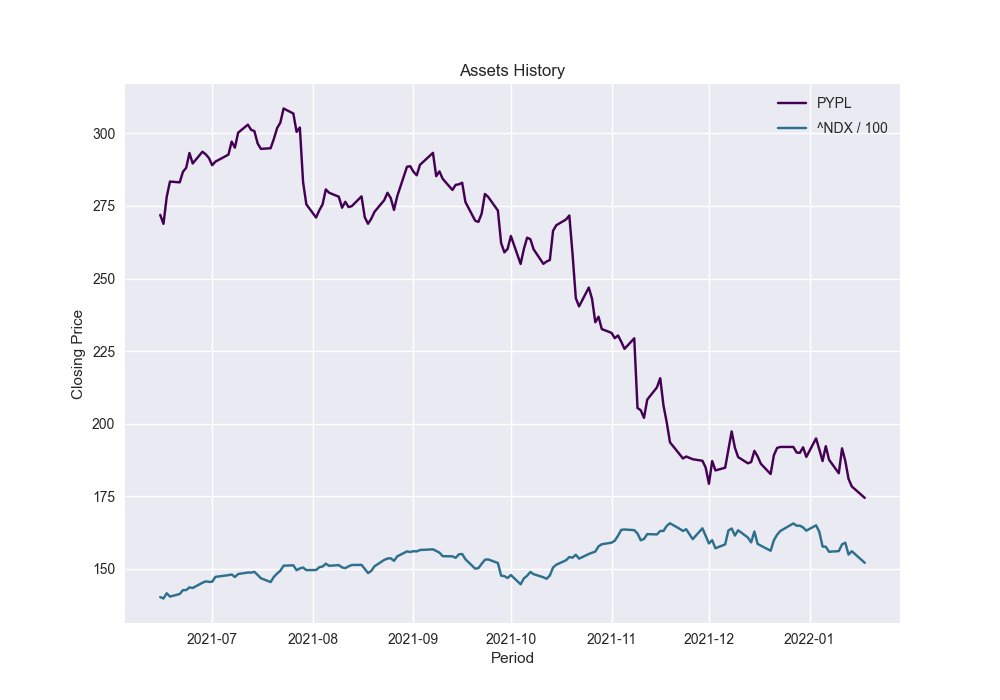 Assets History
PYPL
^NDX / 100
Closing Price
300
275
250
225
200
175
150
2021-07
2021-08
2021-09
2021-10
2021-11
2021-12
2022-01
Period